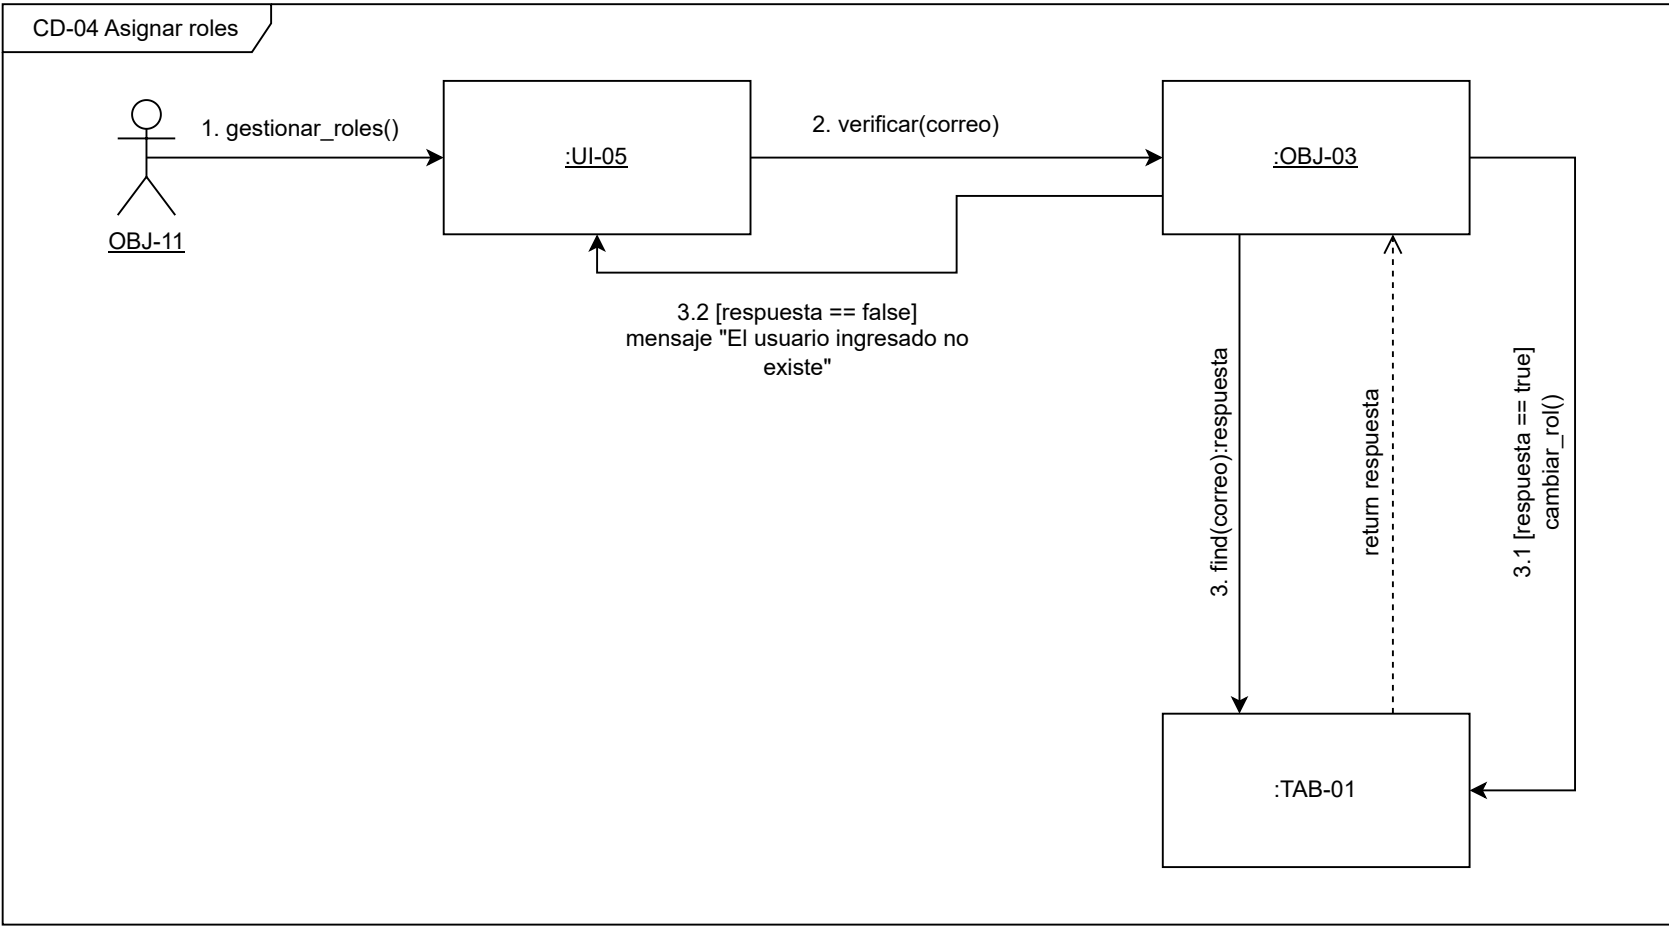 CD-04 Asignar roles
1. gestionar_roles()
2. verificar(correo)
:UI-05
:OBJ-03
OBJ-11
3.2 [respuesta == false]
mensaje "El usuario ingresado no
existe"
3. find(correo):respuesta
return respuesta
3.1 [respuesta == true]
cambiar_rol()
:TAB-01